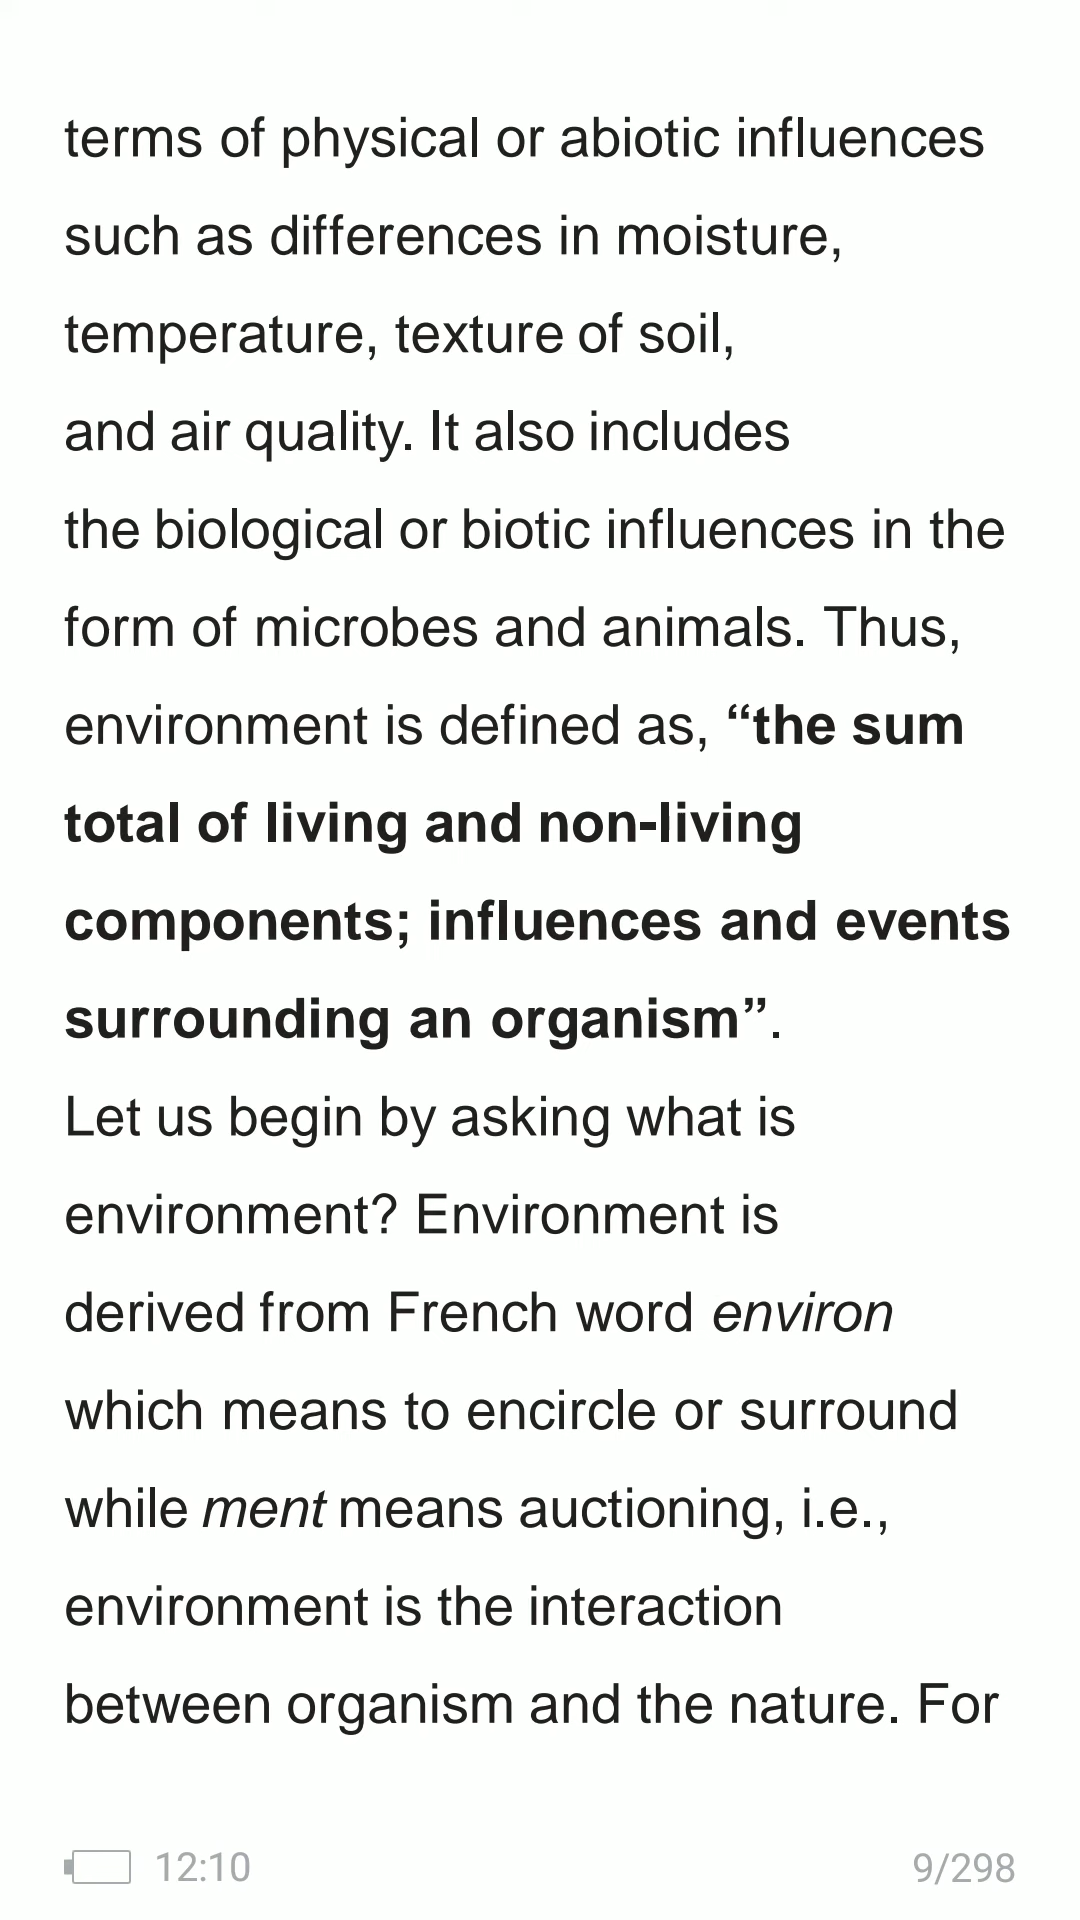 terms of physical or abiotic influences
such as differences in moisture,
temperature, texture of soil,
and air quality. It also includes
the biological or biotic influences in the
form of microbes and animals. Thus,
environment is defined as, “the sum
total of living and non-living
components; influences and events
surrounding an organism”.
Let us begin by asking what is
environment? Environment is
derived from French word environ
which means to encircle or surround
while ment means auctioning, i.e.,
environment is the interaction
between organism and the nature. For
12:10 9/298